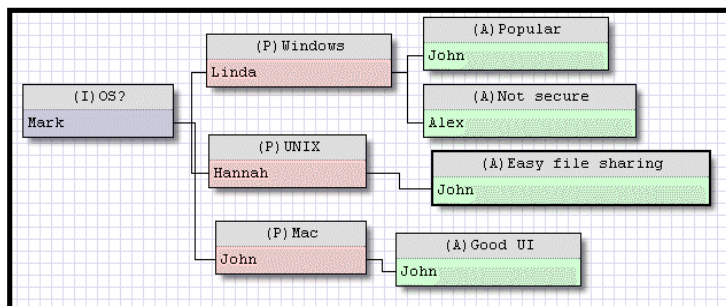 (I)OS?
Mark
(P)Windows
Linda
(A)Popular
John
(A)Not secure
Alex
(P)UNIX
Hannah
(A)Easy file sharing
John
(P)Mac
John
(A)Good UI
John